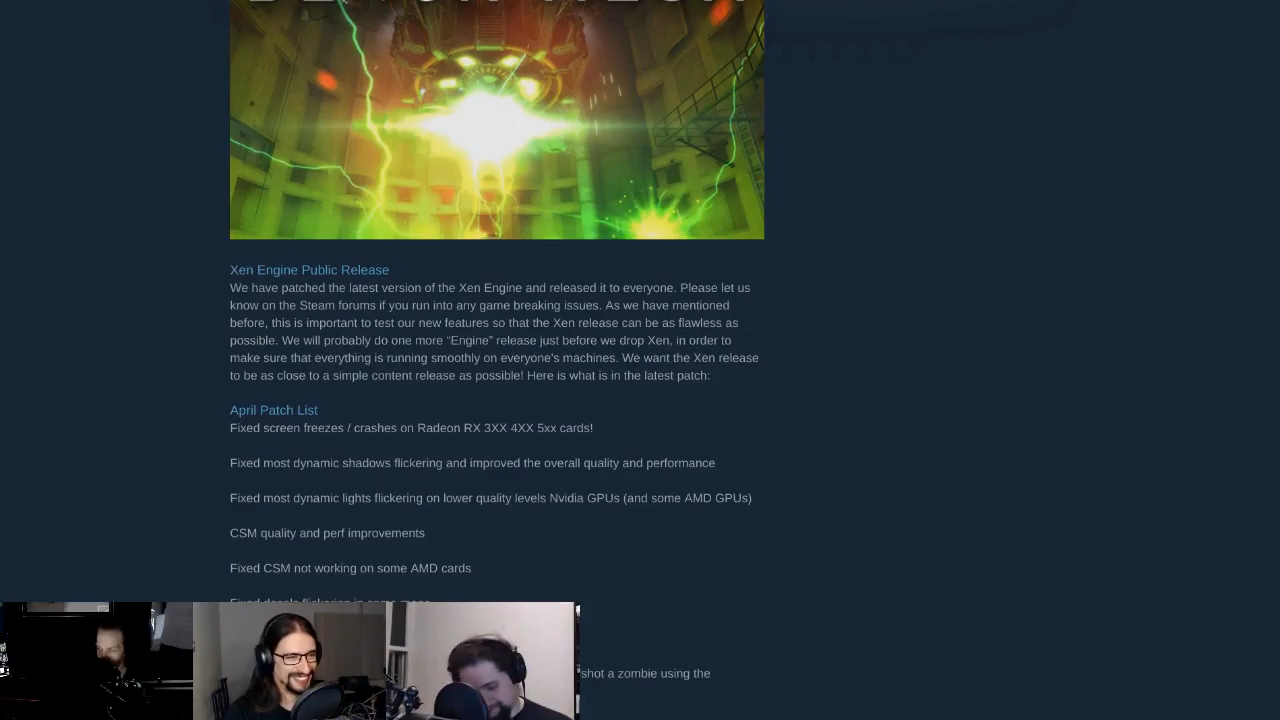 Xen Engine Public Release
We have patched the latest version of the Xen Engine and released it to everyone. Please let us
know on the Steam forums if you run into any game breaking issues. As we have mentioned
before, this is important to test our new features so that the Xen release can be as flawless as
possible. We will probably do one more “Engine” release just before we drop Xen, in order to
make sure that everything is running smoothly on everyone's machines. We want the Xen release
to be as close to a simple content release as possible! Here is what is in the latest patch:
April Patch List
Fixed screen freezes / crashes on Radeon RX 3XX 4XX 5xx cards!
Fixed most dynamic shadows flickering and improved the overall quality and performance
Fixed most dynamic lights flickering on lower quality levels Nvidia GPUs (and some AMD GPUs)
CSM quality and perf improvements
Fixed CSM not working on some AMD cards
Fixed decals flickering in some maps
shot a zombie using the